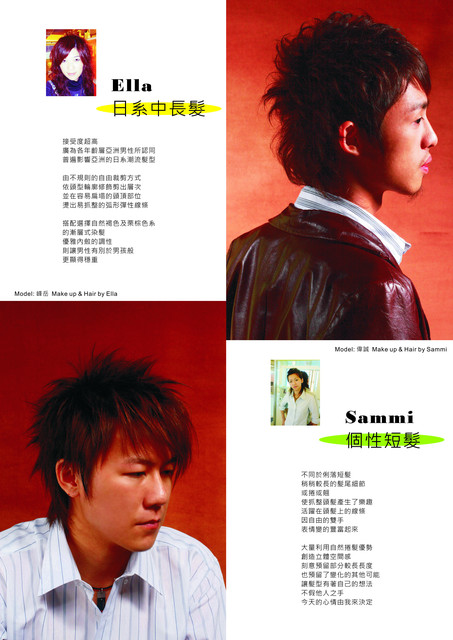 Ella
日系中長髮
接受度超高
廣為各年齡層亞洲男性所認同
普遍影響亞洲的日系潮流髮型
由不規則的自由裁剪方式
依頭型輪廓修飾剪出層次
並在容易扁塌的頭頂部位
燙出易抓整的弧形彈性線條
搭配選擇自然褐色及栗棕色系
的漸層式染髮
優雅內斂的調性
則讓男性有別於男孩般
更顯得穩重
Model: 峰岳 Make up & Hair by Ella
Model: 偉誠 Make up & Hair by Sammi
Sammi
個性短髮
不同於俐落短髮
稍稍較長的髮尾細節
或捲或翹
使抓整頭髮產生了樂趣
活躍在頭髮上的線條
因自由的雙手
表情變的豐富起來
大量利用自然捲髮優勢
創造立體空間感
刻意預留部分較長長度
也預留了變化的其他可能
讓髮型有著自己的想法
不假他人之手
今天的心情由我來決定